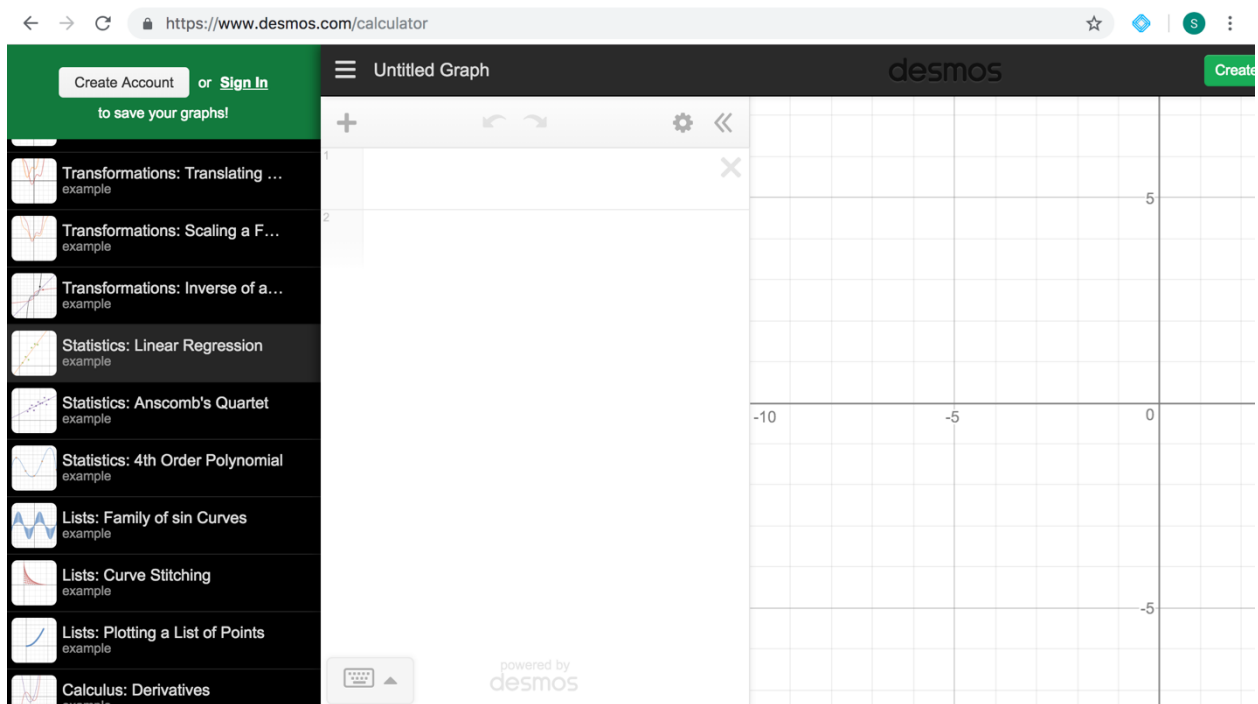 https://www.desmos.com/calculator
S
Create Account or Sign In
to save your graphs!
Untitled Graph
desmos
Create
Transformations: Translating …
example
Transformations: Scaling a F…
example
Transformations: Inverse of a…
example
Statistics: Linear Regression
example
Statistics: Anscomb's Quartet
example
Statistics: 4th Order Polynomial
example
Lists: Family of sin Curves
example
Lists: Curve Stitching
example
Lists: Plotting a List of Points
example
Calculus: Derivatives
1
2
powered by
desmos
5
-10
-5
0
-5